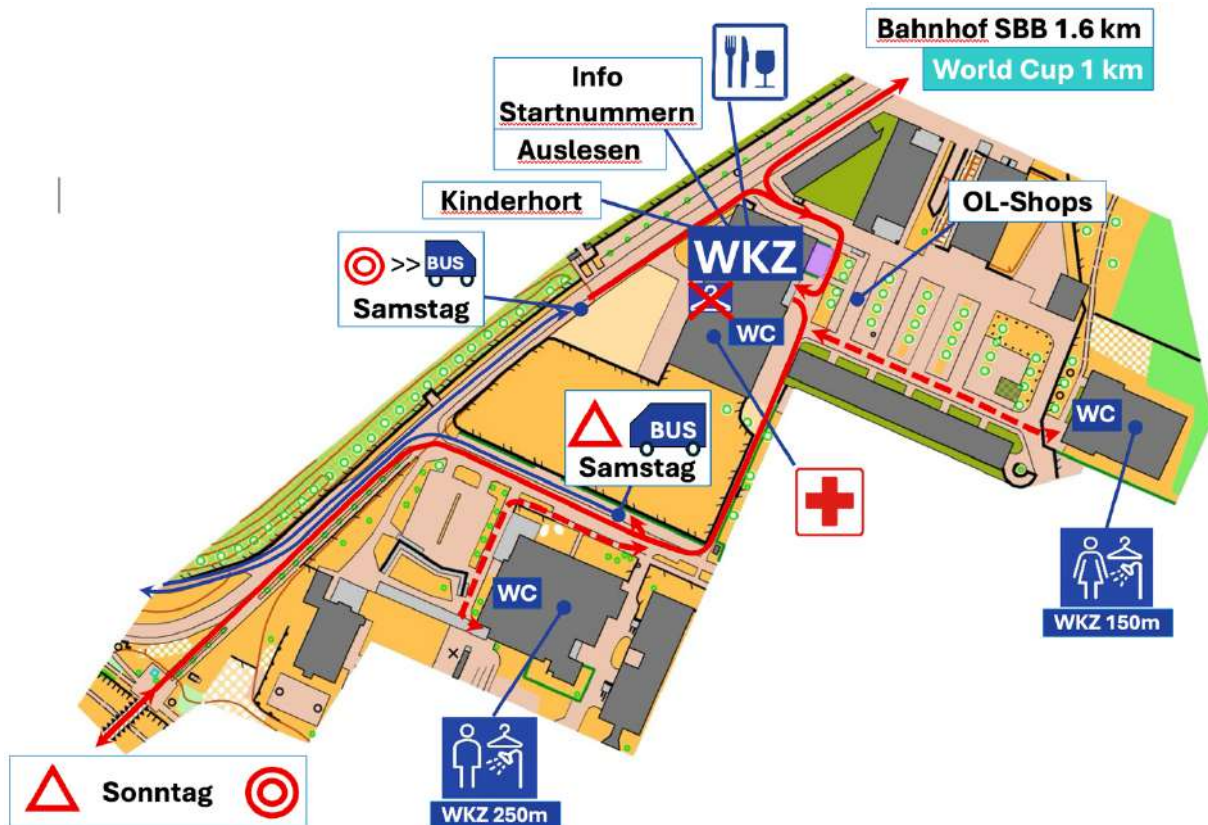 Bahnhof SBB 1.6 km
World Cup 1 km
Info
Startnummern
Auslesen
Kinderhort
OL-Shops
WKZ
>> BUS
Samstag
WC
BUS
Samstag
WC
WC
WKZ 150m
Sonntag
WKZ 250m